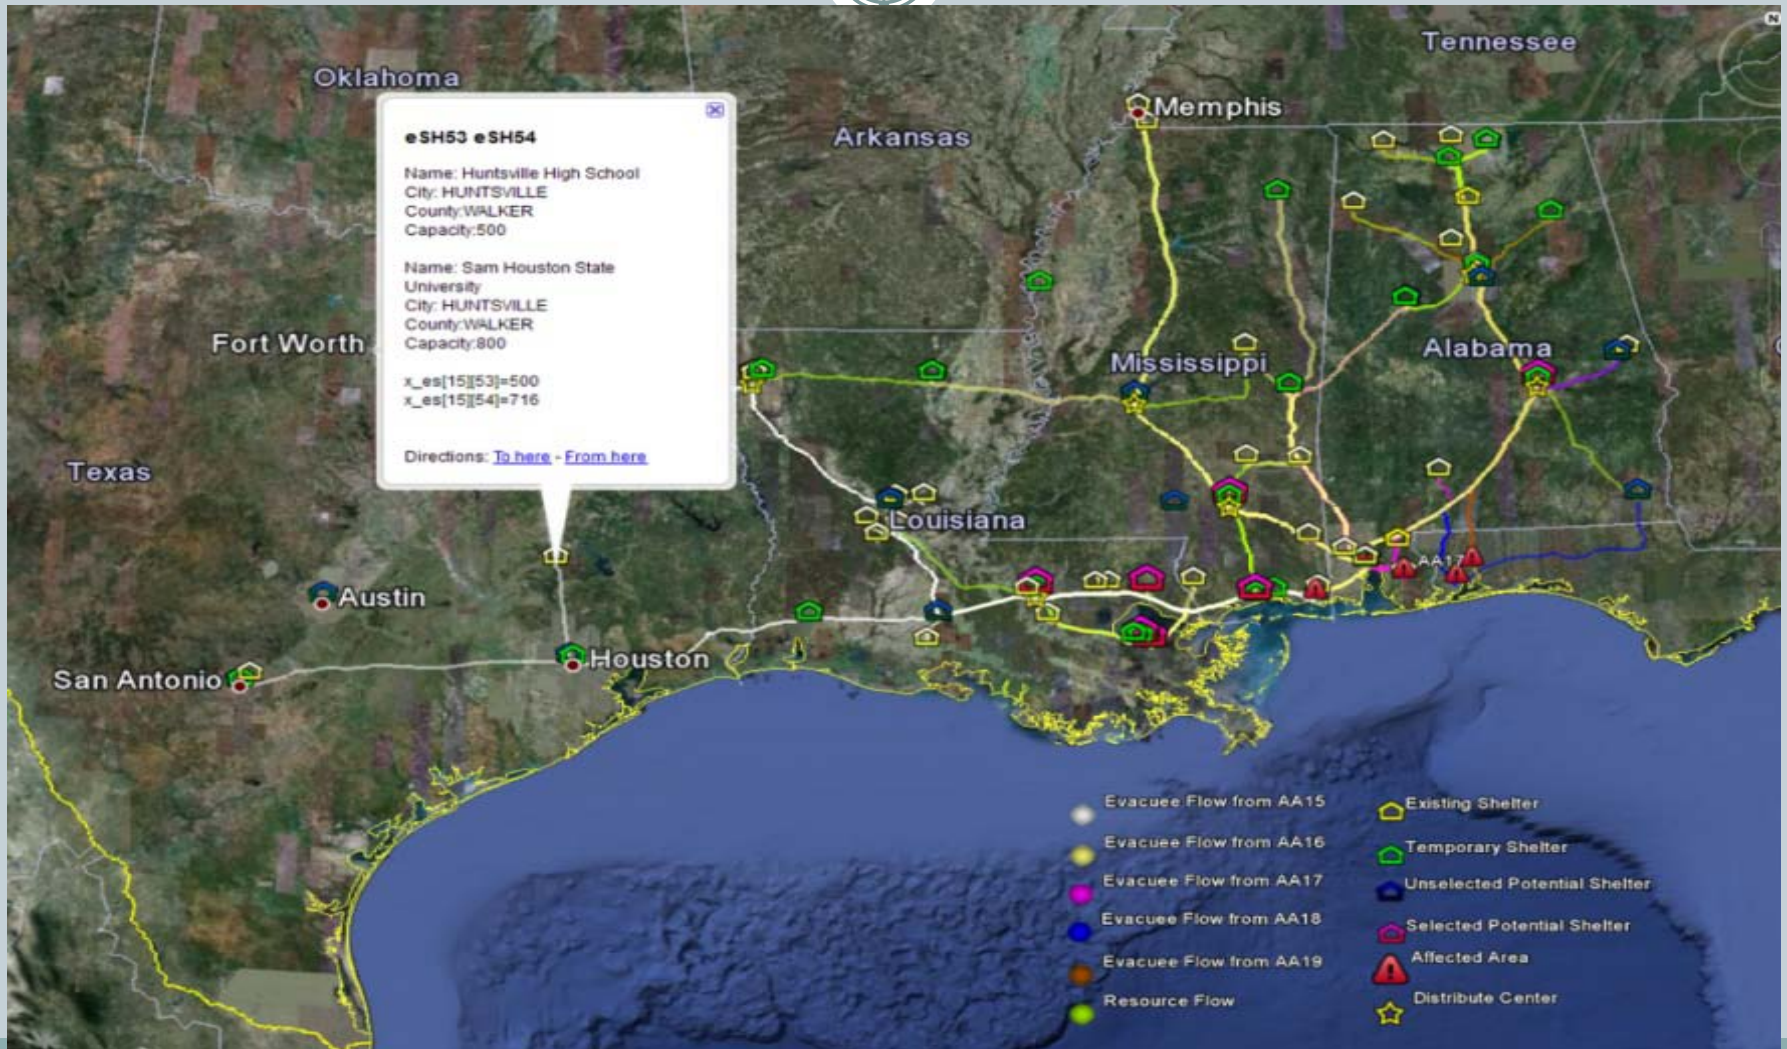 Tennessee
Oklahoma
Memphis
Arkansas
eSH53 eSH54
Name: Huntsville High School
City: HUNTSVILLE
County:WALKER
Capacity:500
Name: Sam Houston State
University
City: HUNTSVILLE
County:WALKER
Capacity:800
x_es[15][53]=500
x_es[15][54]=716
Directions: To here - From here
Fort Worth
Mississippi
Alabama
Texas
Louisiana
AA17
Austin
Houston
San Antonio
Evacuee Flow from AA15
Evacuee Flow from AA16
Evacuee Flow from AA17
Evacuee Flow from AA18
Evacuee Flow from AA19
Resource Flow
Existing Shelter
Temporary Shelter
Unselected Potential Shelter
Selected Potential Shelter
Affected Area
Distribute Center
N